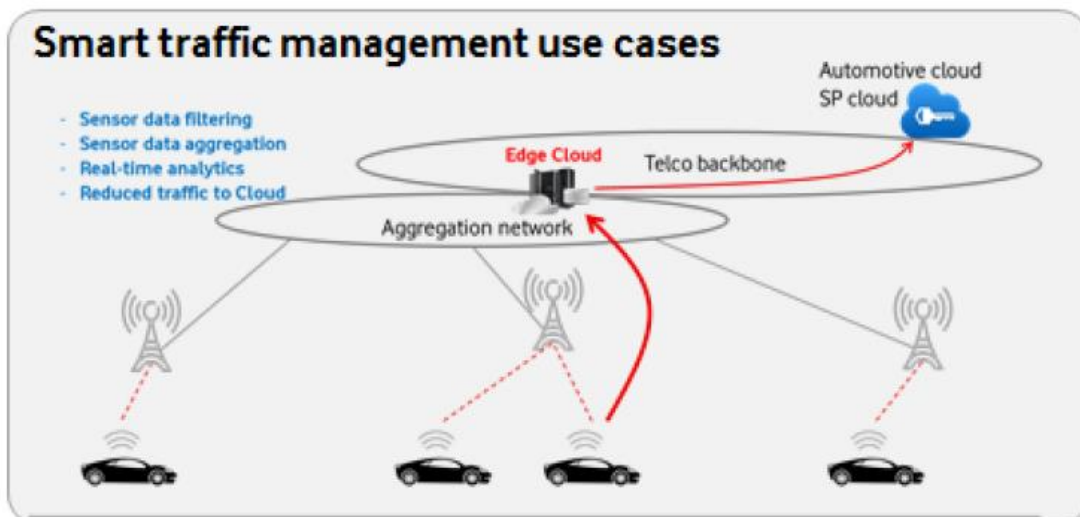 Smart traffic management use cases
Automotive cloud
SP cloud
- Sensor data filtering
- Sensor data aggregation
- Real-time analytics
- Reduced traffic to Cloud
Edge Cloud
Telco backbone
Aggregation network